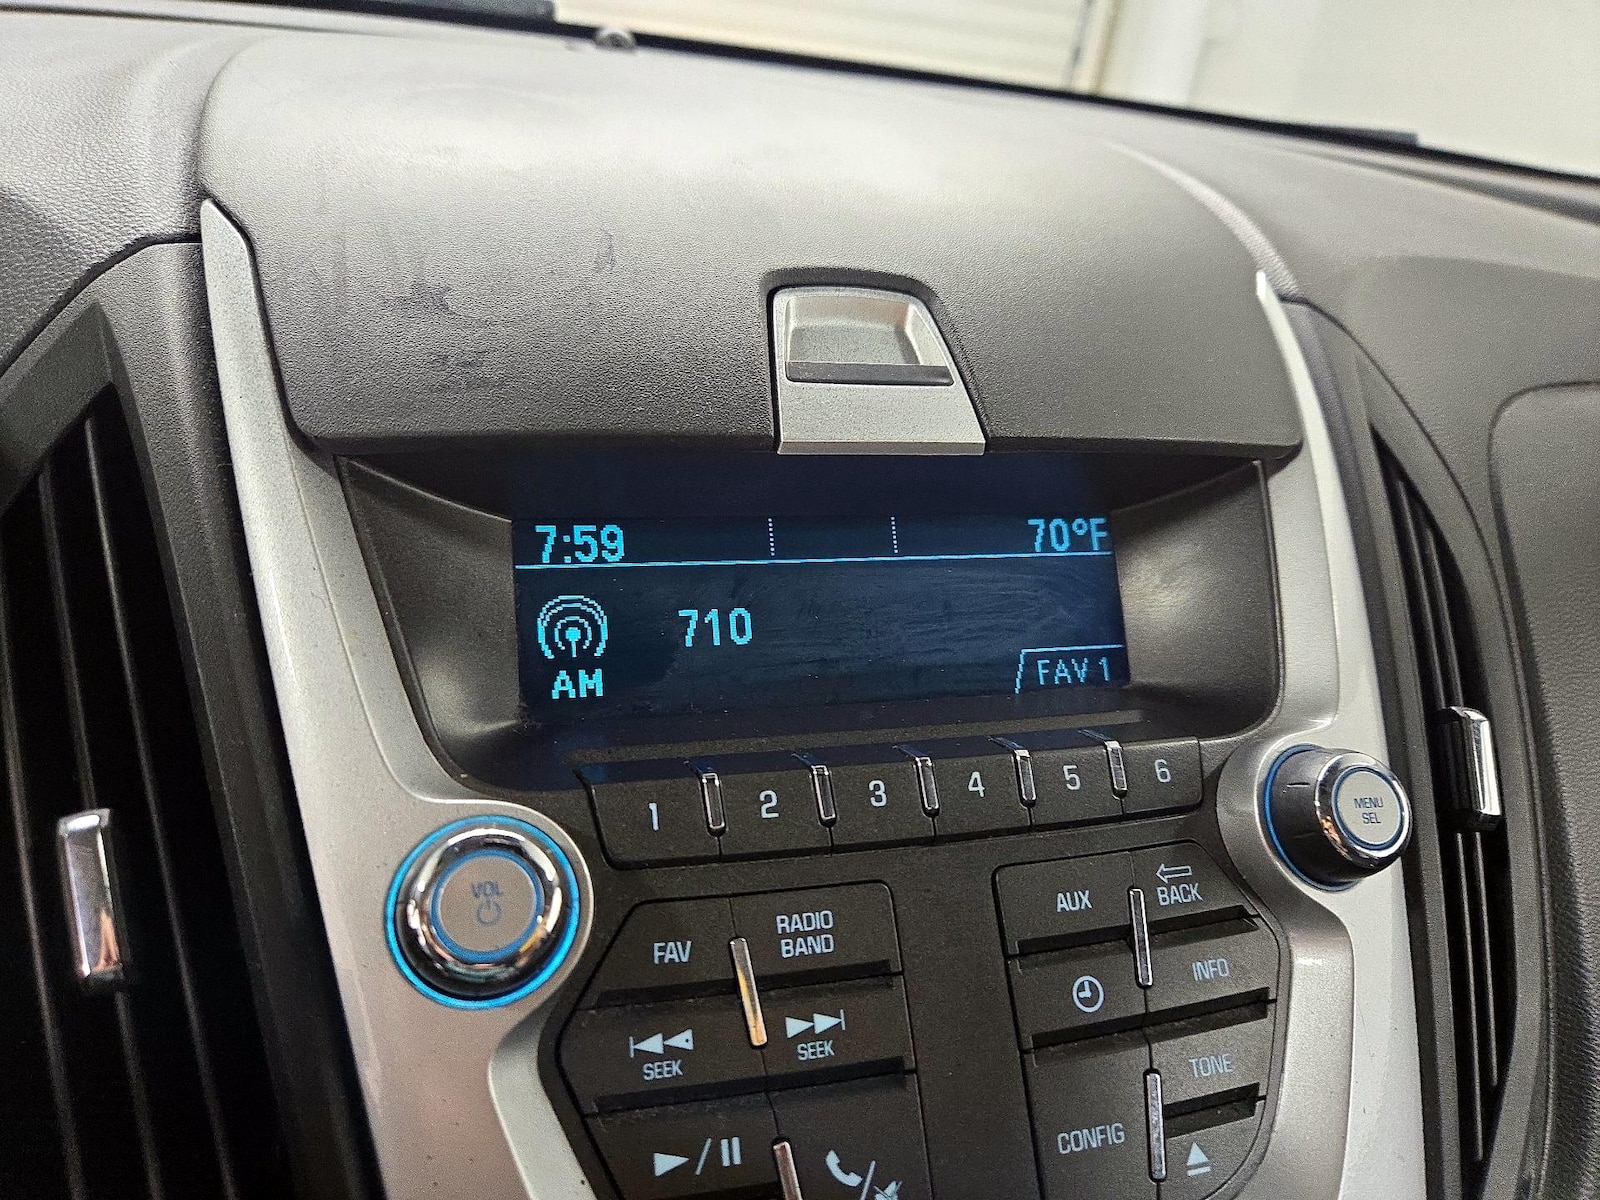 7:59 70°F
710
AM
FAV 1
1 2 3 4 5 6
MENU
SEL
VOL
AUX BACK
FAV RADIO
BAND
INFO
SEEK SEEK
TONE
CONFIG